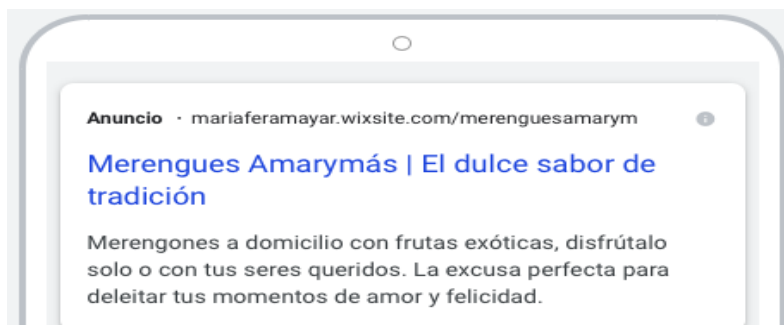 Anuncio · mariaferamayar.wixsite.com/merenguesamarym
Merengues Amarymás | El dulce sabor de
tradición
Merengones a domicilio con frutas exóticas, disfrútalo
solo o con tus seres queridos. La excusa perfecta para
deleitar tus momentos de amor y felicidad.